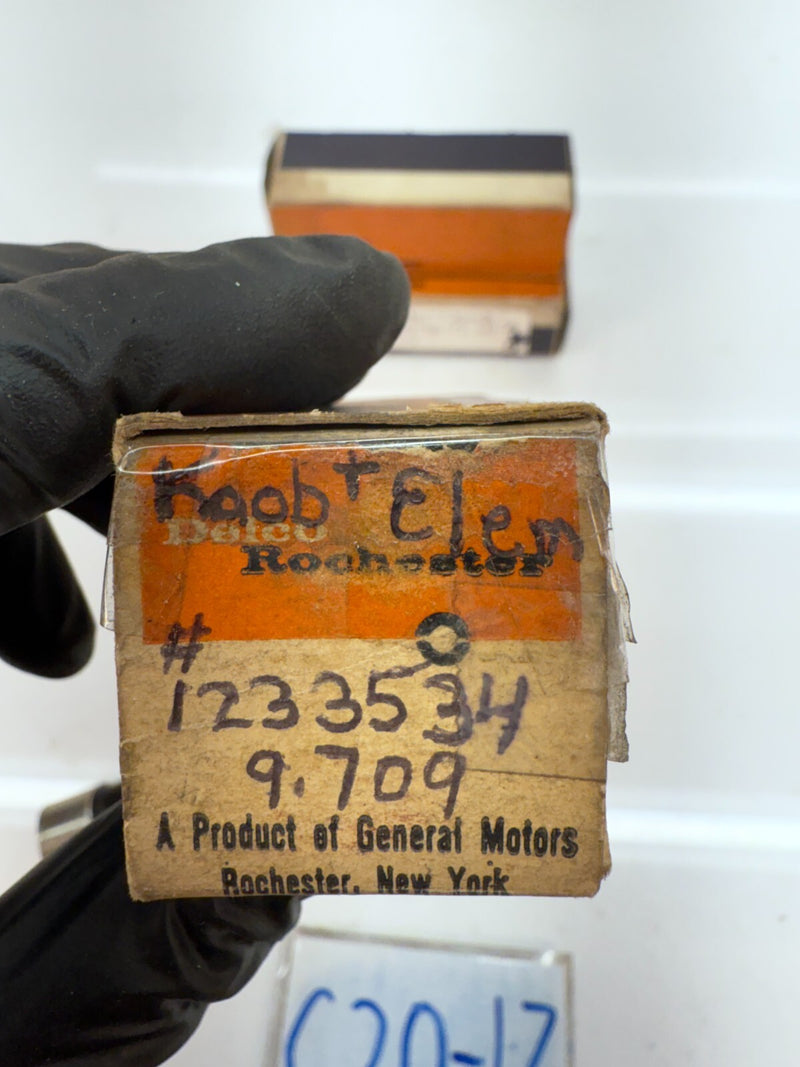 Knob + Elem
Delco
Rochester
#
1233534
9.709
A Product of General Motors
Rochester, New York
C20-17